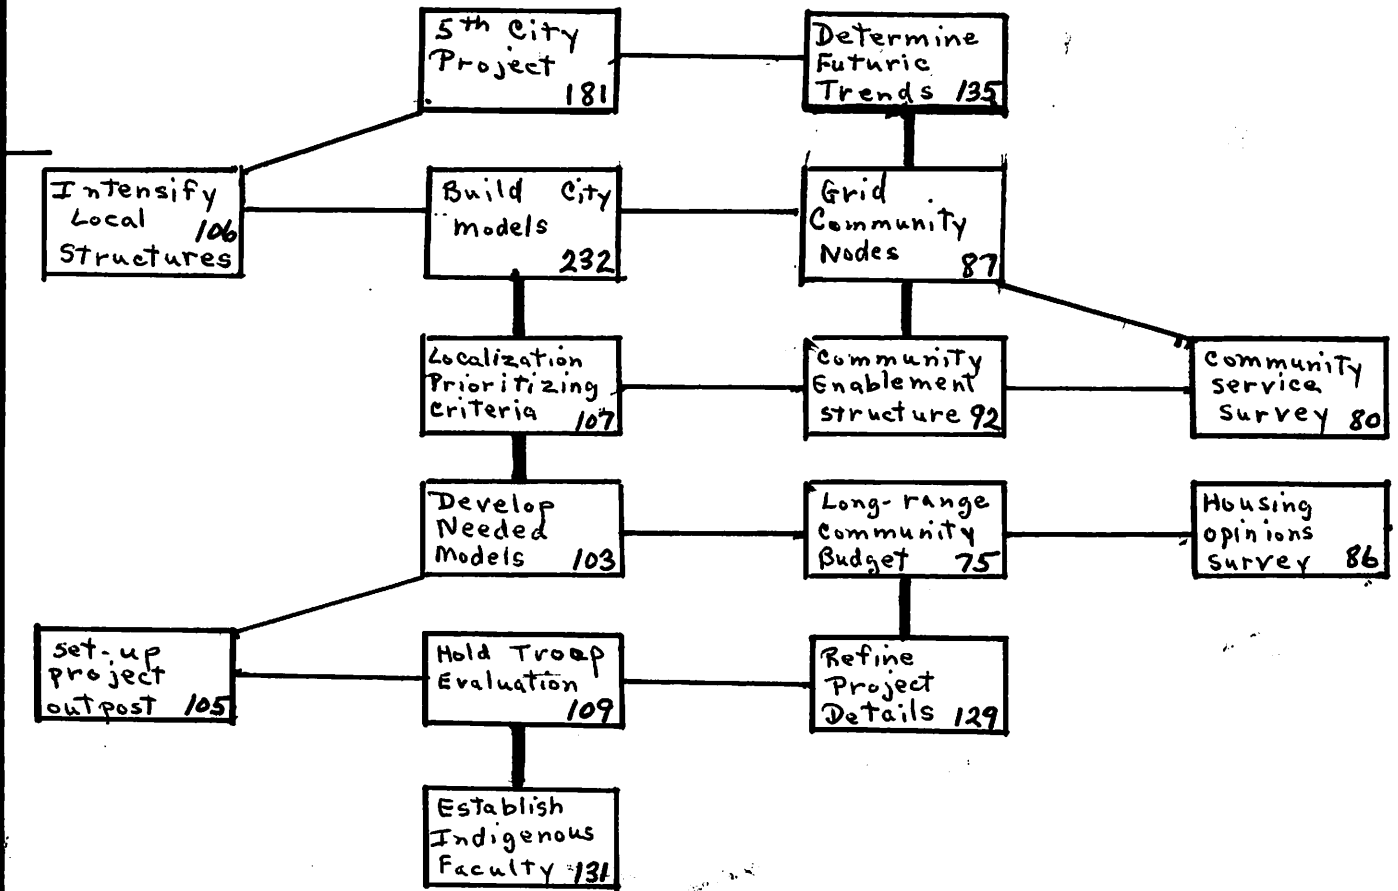 5th City
Project
181
Determine
Futuric
Trends 135
Intensify
Local 106
Structures
Build City
models
232
Grid
Community
Nodes 87
Localization
Prioritizing
Criteria 107
Community
Enablement
structure 92
Community
Service
Survey 80
Develop
Needed
Models 103
Long-range
Community
Budget 75
Housing
opinions
survey 86
set-up
project
outpost 105
Hold Troop
Evaluation
109
Refine
Project
Details 129
Establish
Indigenous
Faculty 131